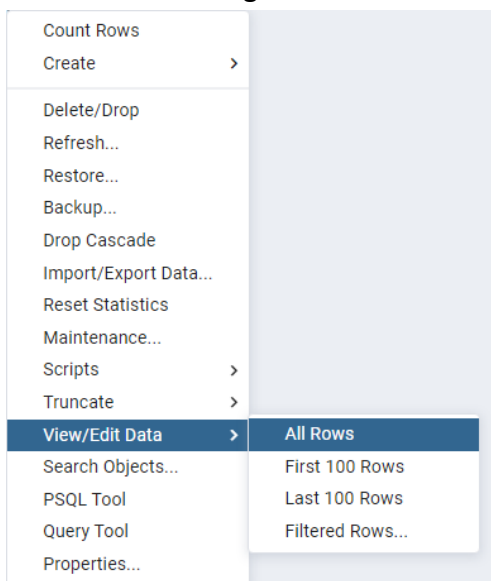 Count Rows
Create >
Delete/Drop
Refresh...
Restore...
Backup...
Drop Cascade
Import/Export Data...
Reset Statistics
Maintenance...
Scripts >
Truncate >
View/Edit Data >
All Rows
Search Objects...
First 100 Rows
PSQL Tool
Last 100 Rows
Query Tool
Filtered Rows...
Properties...